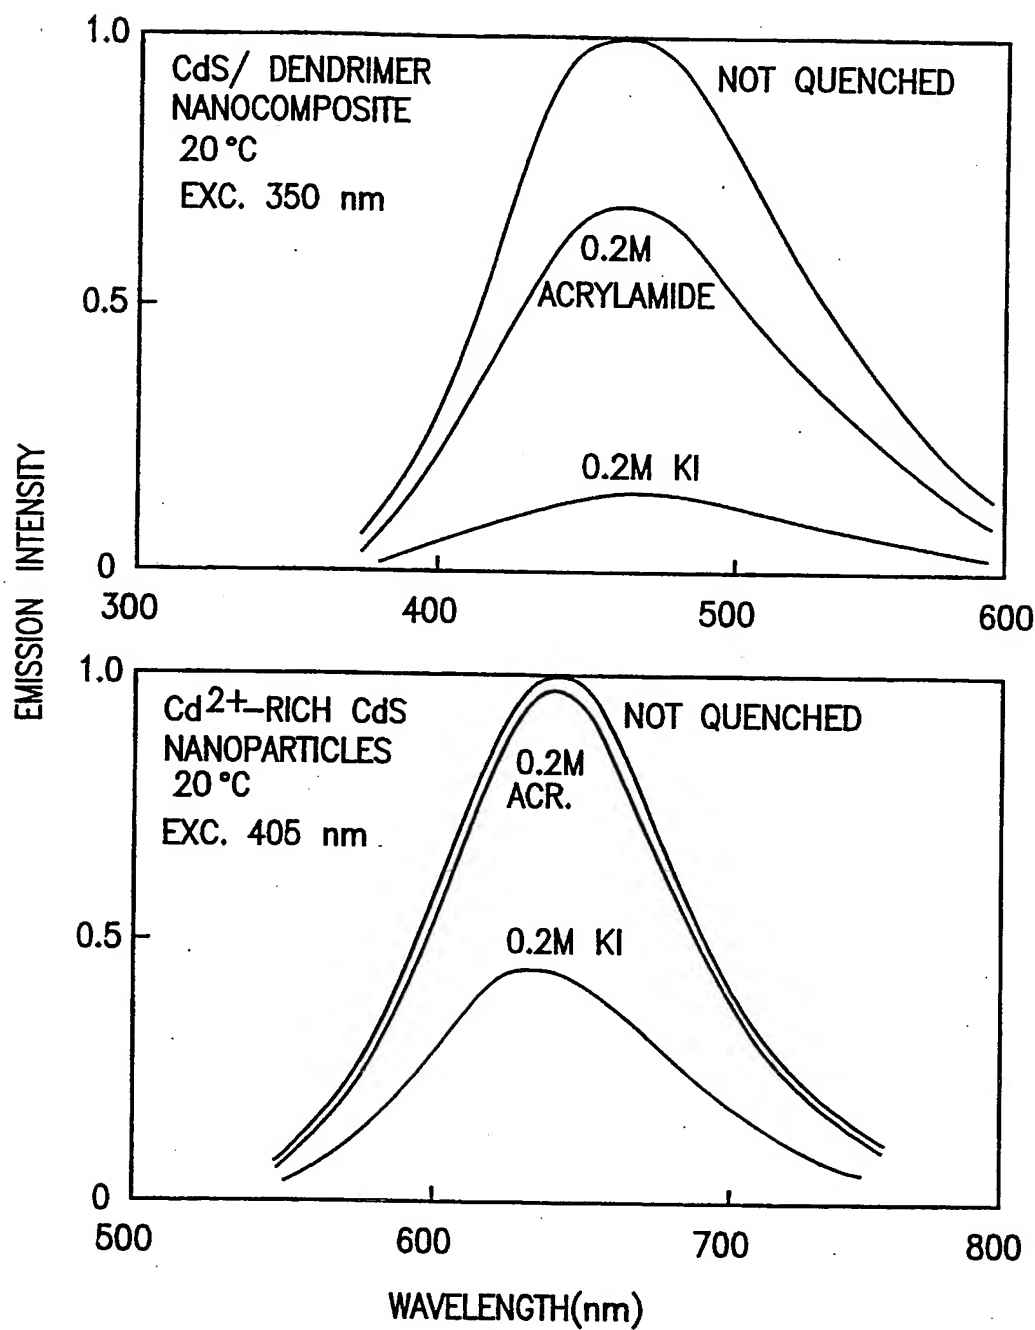 1.0
CdS/ DENDRIMER
NANOCOMPOSITE
20°C
EXC. 350 nm
NOT QUENCHED
0.2M
ACRYLAMIDE
0.5
0.2M KI
0
300 400 500 600
EMISSION INTENSITY
1.0
Cd2+-RICH CdS
NANOPARTICLES
20°C
EXC. 405 nm
NOT QUENCHED
0.2M
ACR.
0.5
0.2M KI
0
500 600 700 800
WAVELENGTH(nm)